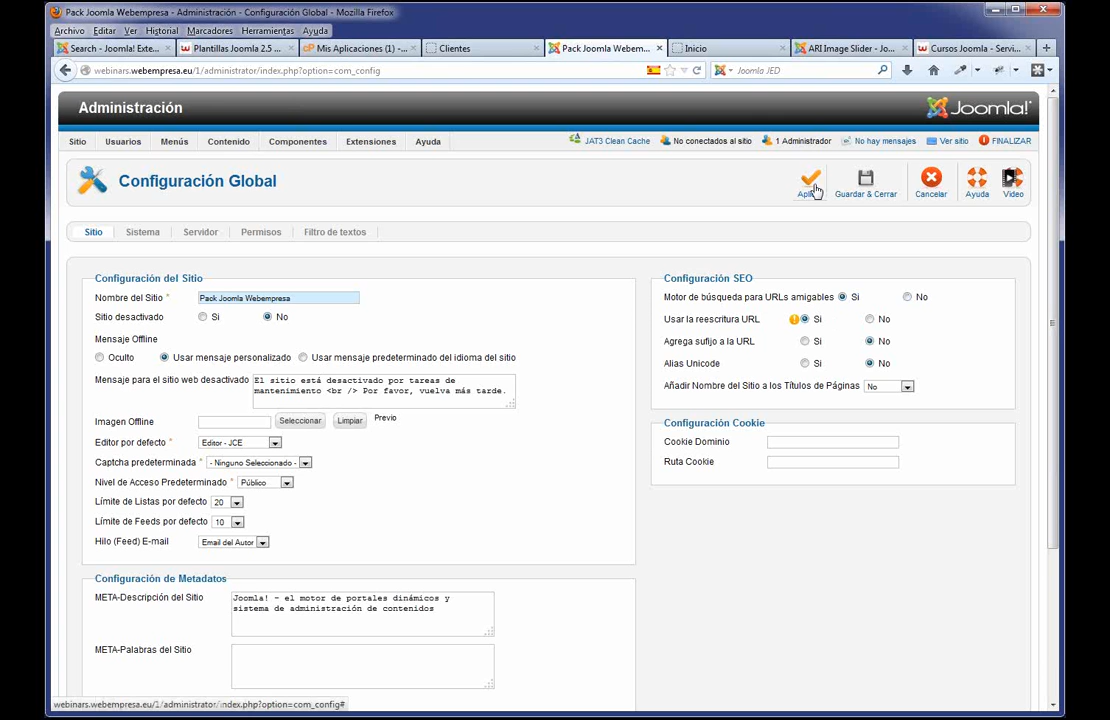 Pack Joomla Webempresa - Administración - Configuración Global - Mozilla Firefox
Archivo Editar Ver Historial Marcadores Herramientas Ayuda
Search - Joomla! Exte... Plantillas Joomla 2.5 ... cP Mis Aplicaciones (1) -... Clientes Pack Joomla Webem... Inicio ARI Image Slider - Jo... Cursos Joomla - Servi...
webinars.webempresa.eu/1/administrator/index.php?option=com_config
Joomla JED
Administración
Joomla!
Sitio Usuarios Menús Contenido Componentes Extensiones Ayuda
JAT3 Clean Cache No conectados al sitio 1 Administrador No hay mensajes Ver sitio FINALIZAR
Configuración Global
Guardar & Cerrar Cancelar Ayuda Video
Sitio Sistema Servidor Permisos Filtro de textos
Configuración del Sitio
Nombre del Sitio * Pack Joomla Webempresa
Sitio desactivado Si No
Mensaje Offline
Oculto Usar mensaje personalizado Usar mensaje predeterminado del idioma del sitio
Mensaje para el sitio web desactivado El sitio está desactivado por tareas de
mantenimiento <br /> Por favor, vuelva más tarde.
Imagen Offline Seleccionar Limpiar Previo
Editor por defecto * Editor - JCE
Captcha predeterminada * - Ninguno Seleccionado -
Nivel de Acceso Predeterminado * Público
Límite de Listas por defecto 20
Límite de Feeds por defecto 10
Hilo (Feed) E-mail Email del Autor
Configuración SEO
Motor de búsqueda para URLs amigables Si No
Usar la reescritura URL Si No
Agrega sufijo a la URL Si No
Alias Unicode Si No
Añadir Nombre del Sitio a los Títulos de Páginas No
Configuración Cookie
Cookie Dominio
Ruta Cookie
Configuración de Metadatos
META-Descripción del Sitio Joomla! - el motor de portales dinámicos y
sistema de administración de contenidos
META-Palabras del Sitio
webinars.webempresa.eu/1/administrator/index.php?option=com_config#